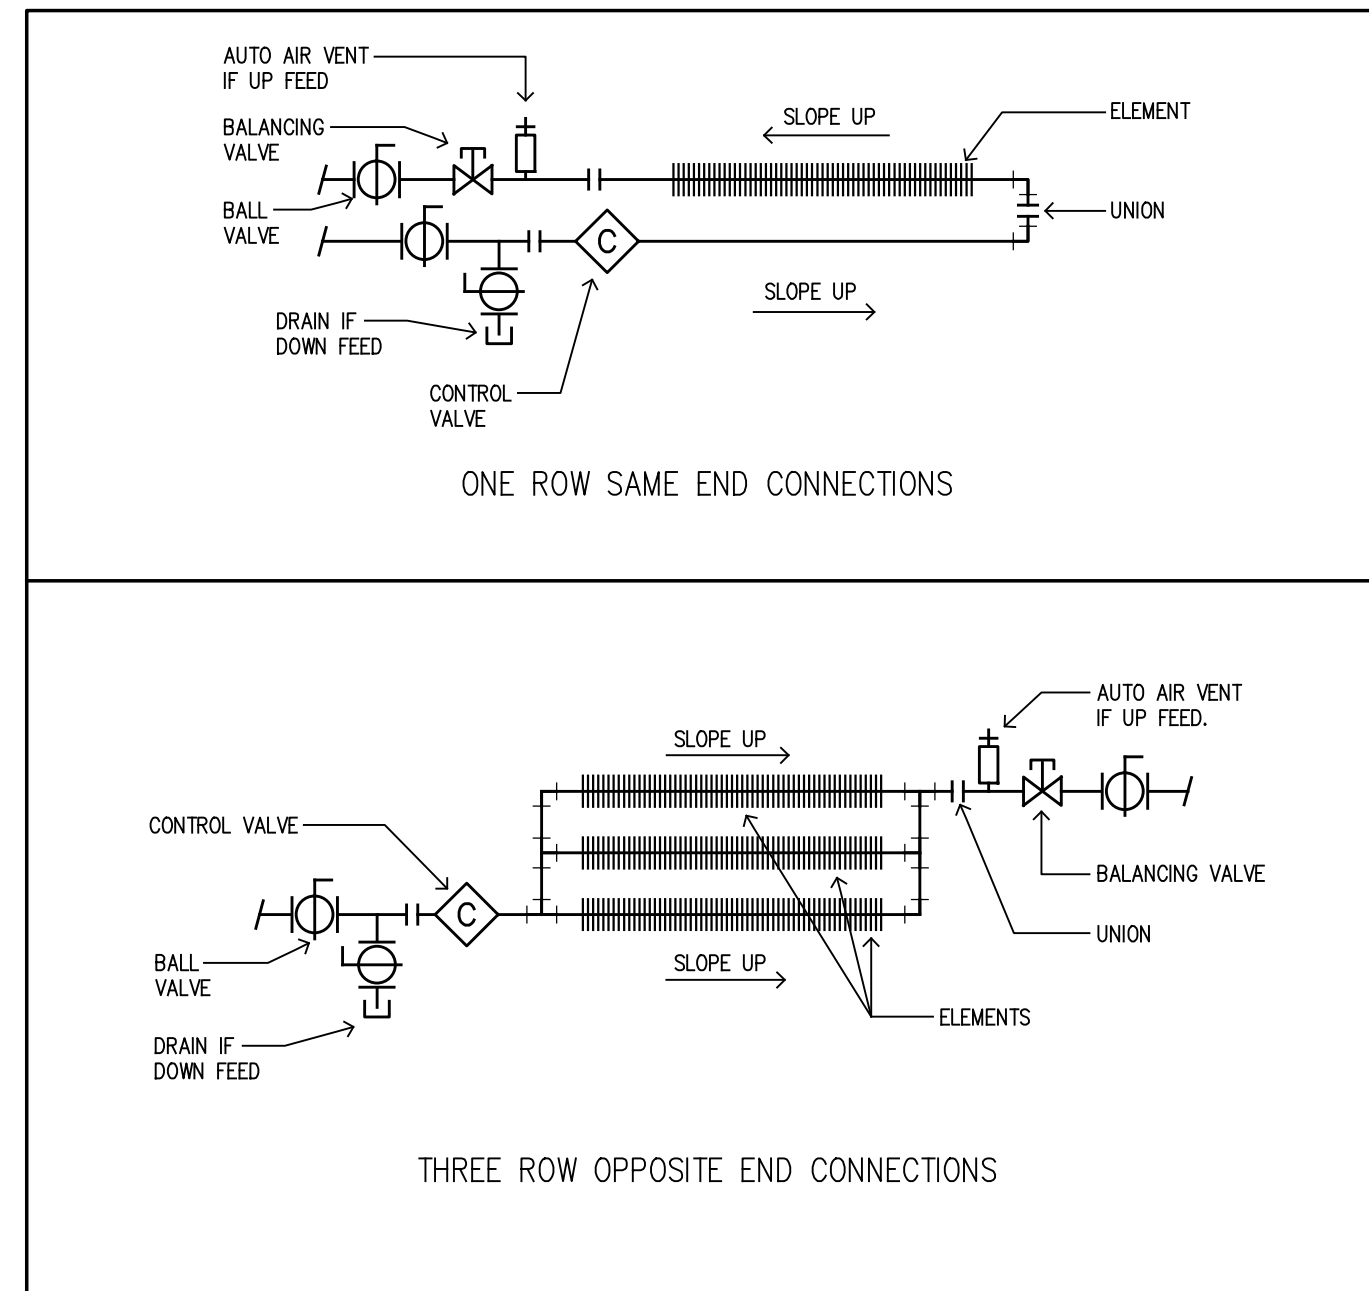 AUTO AIR VENT
IF UP FEED
BALANCING
VALVE
BALL
VALVE
SLOPE UP
ELEMENT
UNION
C
SLOPE UP
DRAIN IF
DOWN FEED
CONTROL
VALVE
ONE ROW SAME END CONNECTIONS
AUTO AIR VENT
IF UP FEED.
SLOPE UP
CONTROL VALVE
BALANCING VALVE
C
UNION
BALL
VALVE
SLOPE UP
ELEMENTS
DRAIN IF
DOWN FEED
THREE ROW OPPOSITE END CONNECTIONS